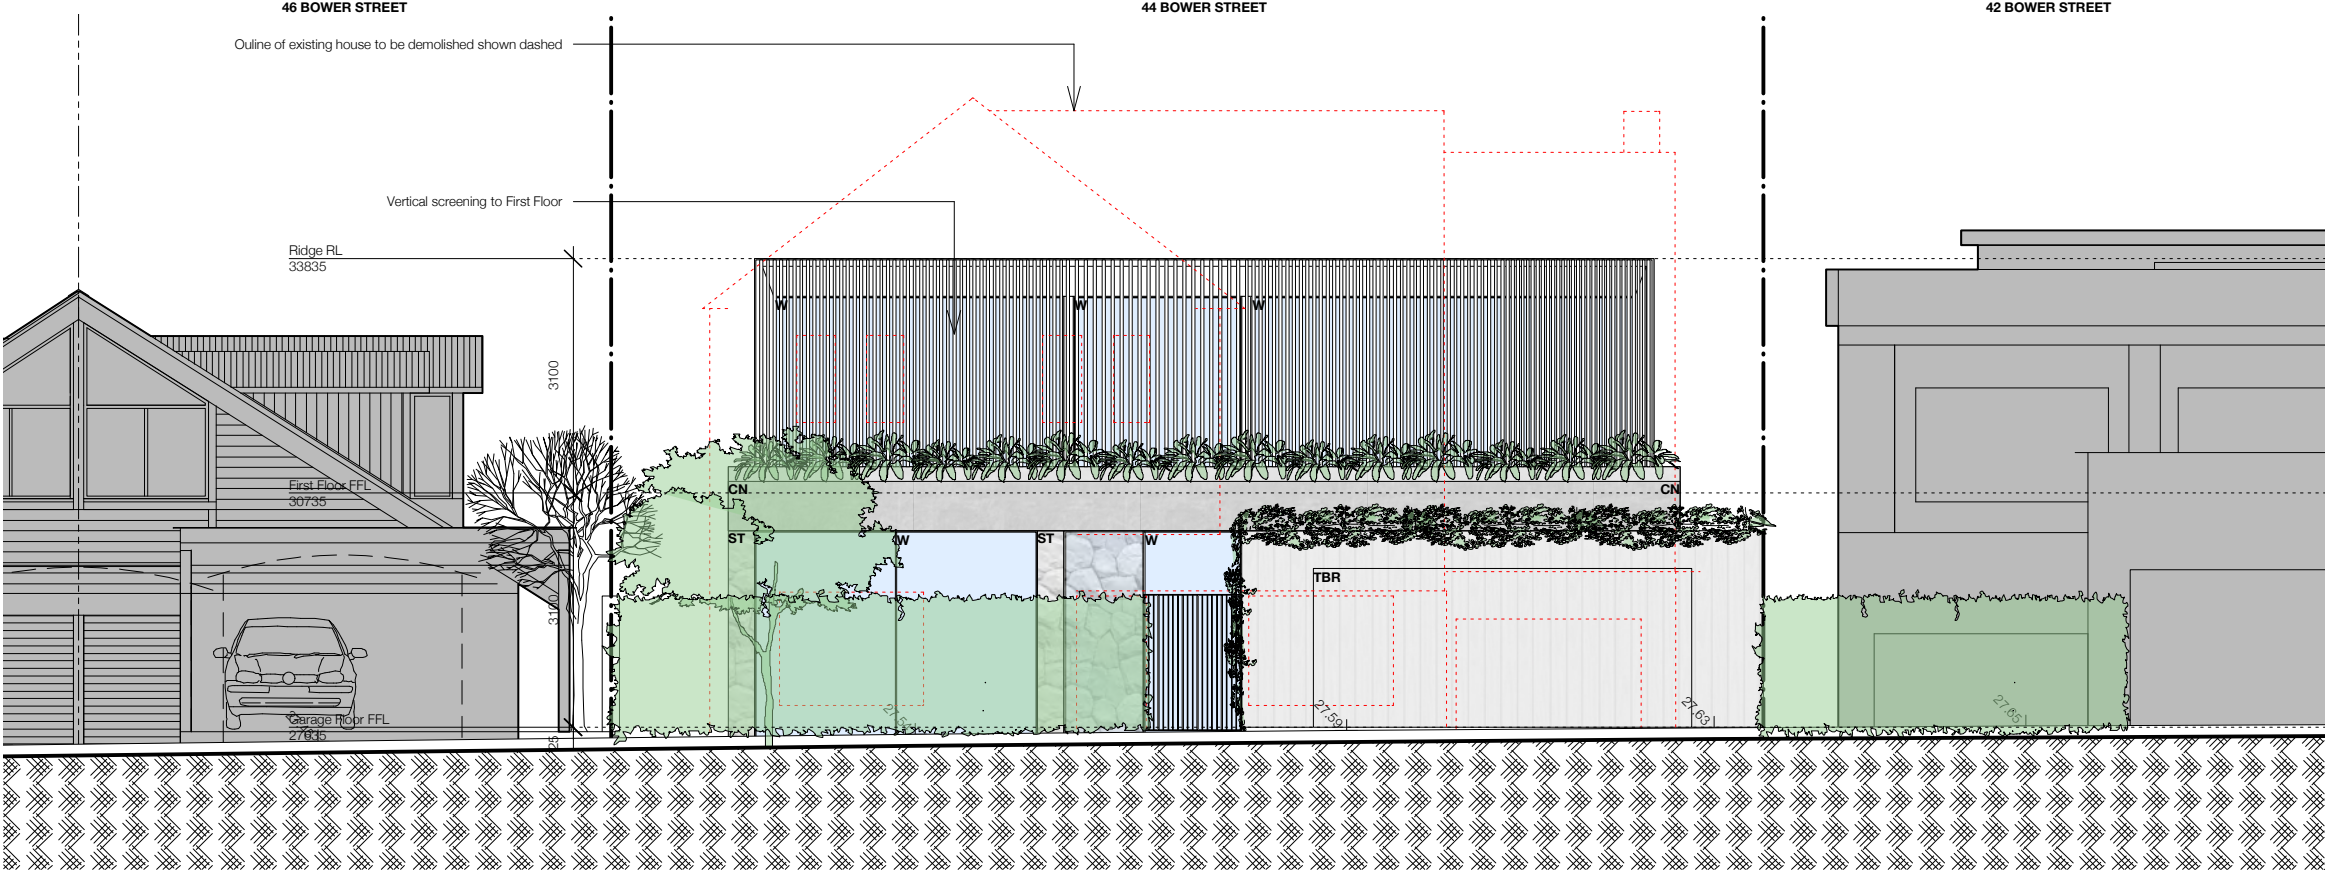 46 BOWER STREET
44 BOWER STREET
42 BOWER STREET
Ouline of existing house to be demolished shown dashed
Vertical screening to First Floor
Ridge RL
33835
W
W
W
3100
First Floor FFL
30735
CN
CN
ST
W
ST
W
TBR
3100
27.59
27.63
27.65
Garage Floor FFL
27635
25